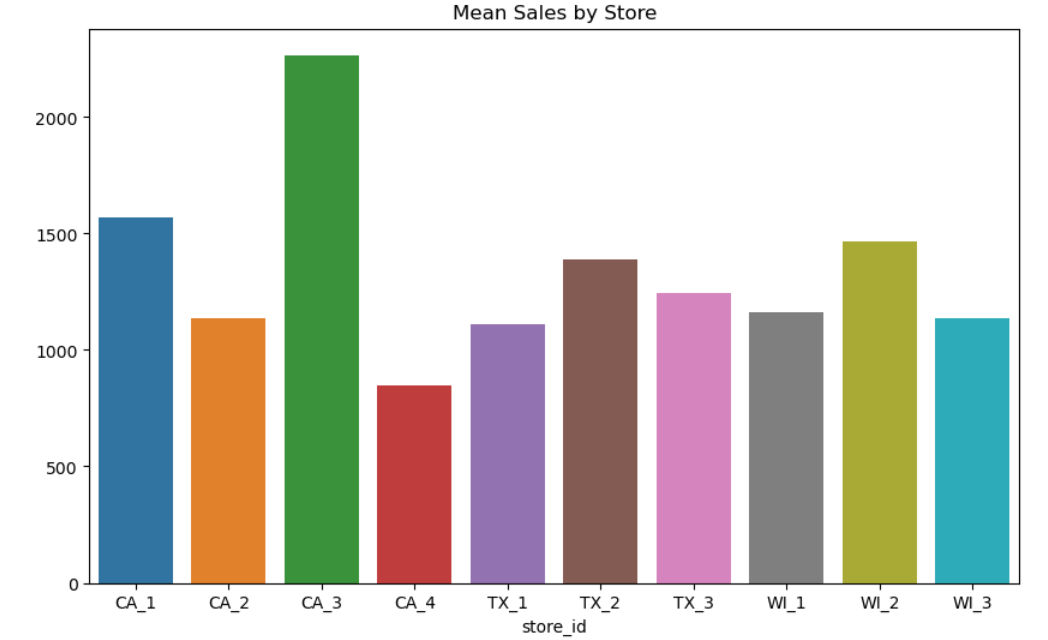 Mean Sales by Store
2000
1500
1000
500
0
CA_1 CA_2 CA_3 CA_4 TX_1 TX_2 TX_3 WI_1 WI_2 WI_3
store_id